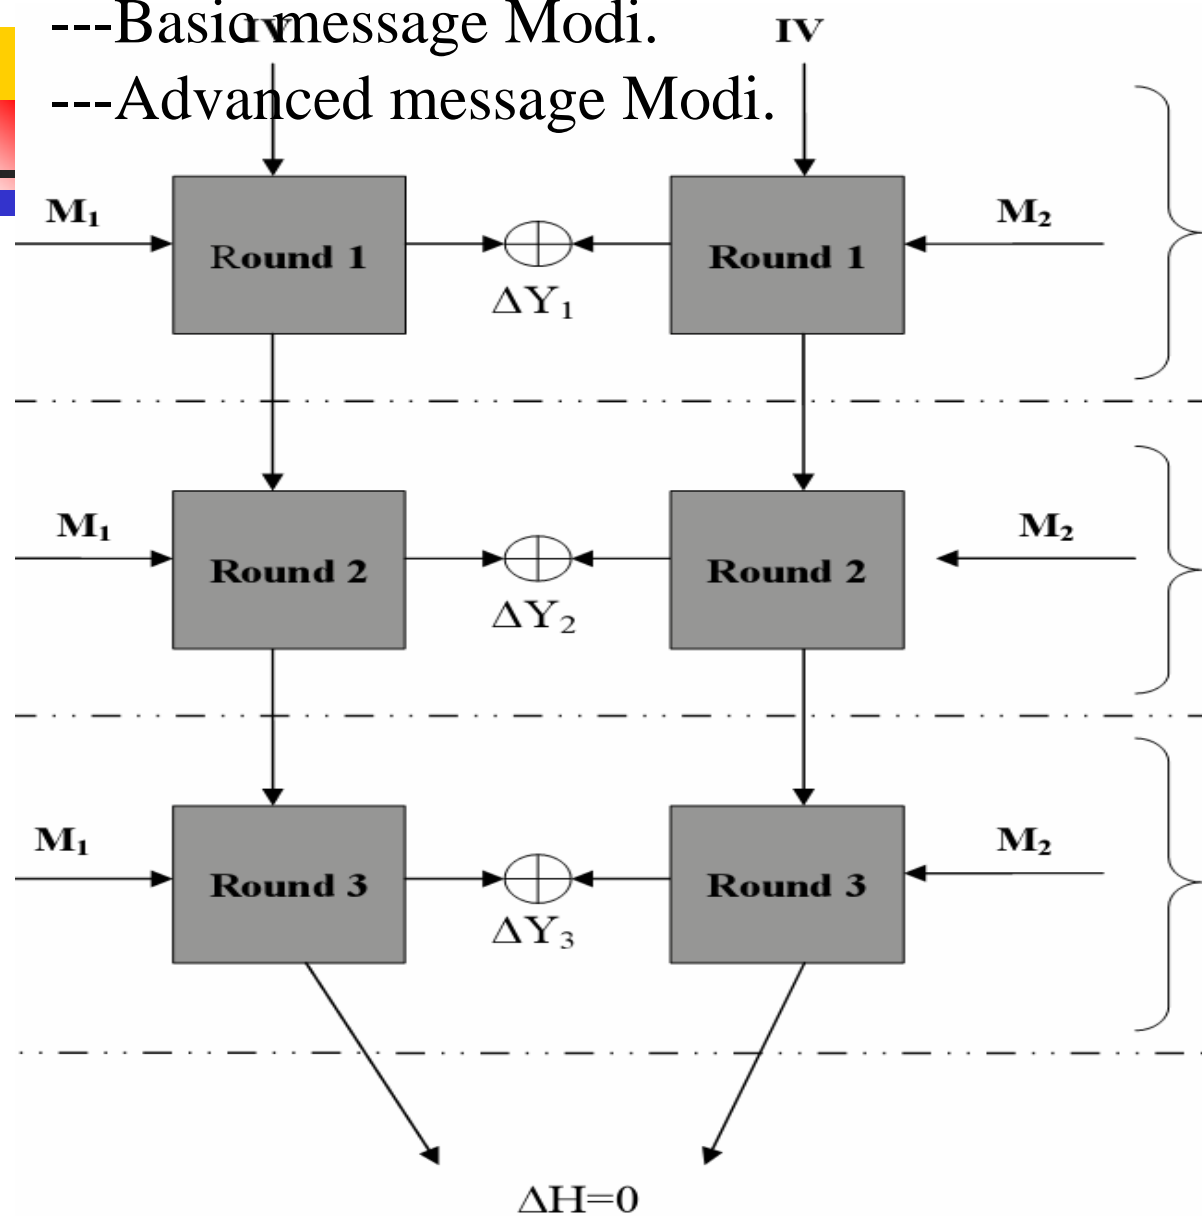 ---Basic message Modi.
IV IV
---Advanced message Modi.
M₁ M₂
Round 1 Round 1
ΔY₁
M₁ M₂
Round 2 Round 2
ΔY₂
M₁ M₂
Round 3 Round 3
ΔY₃
ΔH=0